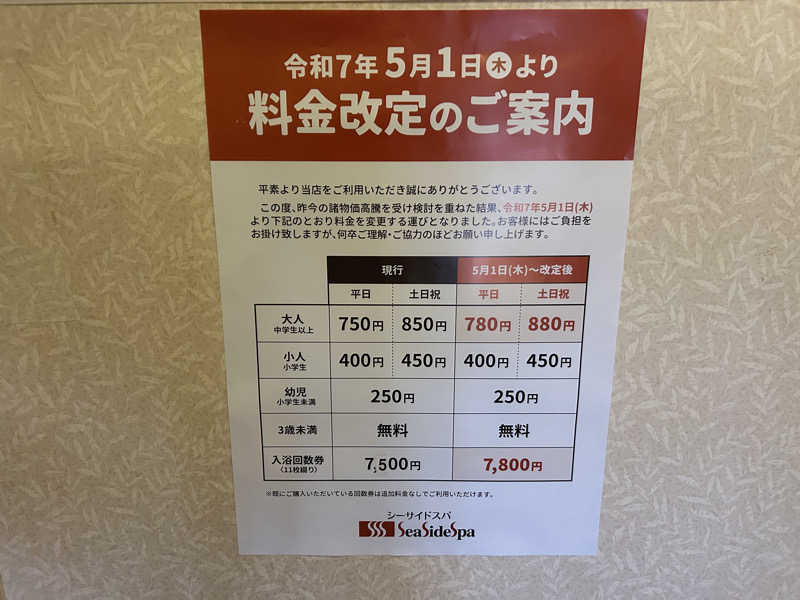 令和7年 5月1日㊍より
料金改定のご案内
平素より当店をご利用いただき誠にありがとうございます。
この度、昨今の諸物価高騰を受け検討を重ねた結果、令和7年5月1日(木)
より下記のとおり料金を変更する運びとなりました。お客様にはご負担を
お掛け致しますが、何卒ご理解・ご協力のほどお願い申し上げます。
現行 5月1日(木)〜改定後
平日 土日祝 平日 土日祝
大人 中学生以上 750円 850円 780円 880円
小人 小学生 400円 450円 400円 450円
幼児 小学生未満 250円 250円
3歳未満 無料 無料
入浴回数券 (11枚綴り) 7,500円 7,800円
※既にご購入いただいている回数券は追加料金なしでご利用いただけます。
シーサイドスパ
SeaSideSpa